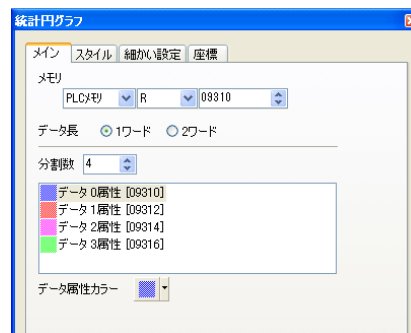 統計円グラフ
メイン スタイル 細かい設定 座標
メモリ
PLCメモリ R 09310
データ長 1ワード 2ワード
分割数 4
データ 0属性 [09310]
データ 1属性 [09312]
データ 2属性 [09314]
データ 3属性 [09316]
データ属性カラー